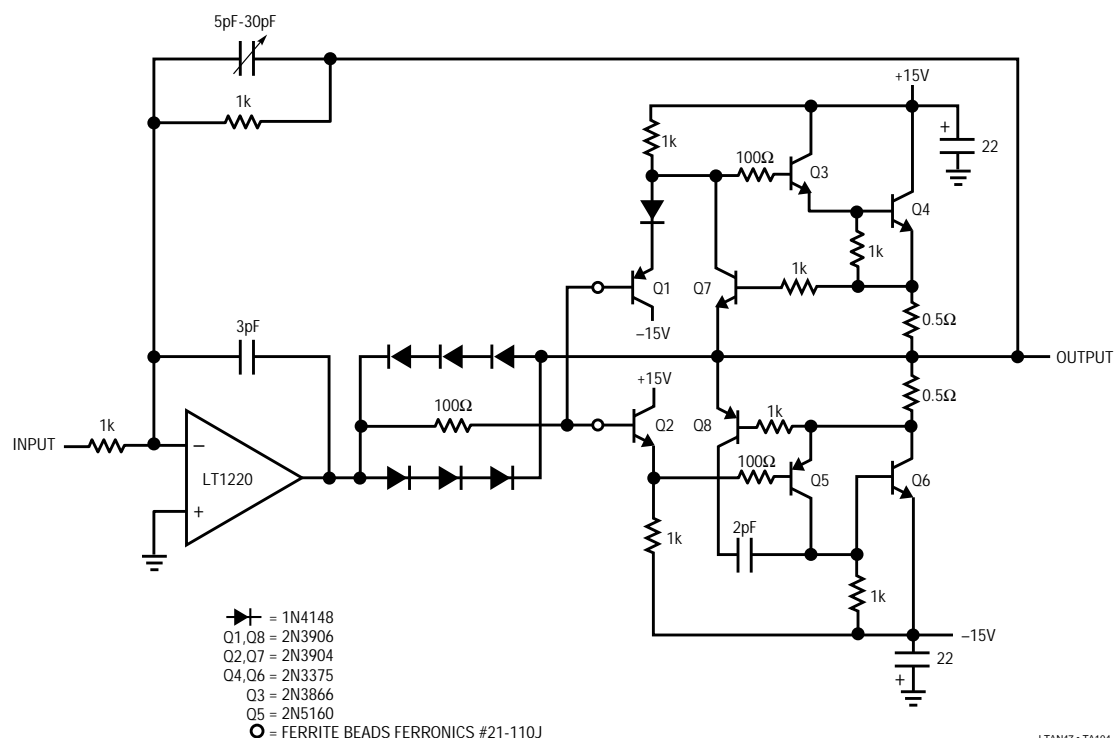 5pF-30pF
+15V
1k
1k
+
22
100Ω
Q3
Q4
1k
1k
Q1
Q7
–15V
0.5Ω
3pF
OUTPUT
+15V
0.5Ω
100Ω
1k
1k
Q2
Q8
INPUT
–
LT1220
100Ω
Q5
Q6
+
2pF
1k
1k
–15V
22
+
= 1N4148
Q1,Q8 = 2N3906
Q2,Q7 = 2N3904
Q4,Q6 = 2N3375
Q3 = 2N3866
Q5 = 2N5160
= FERRITE BEADS FERRONICS #21-110J